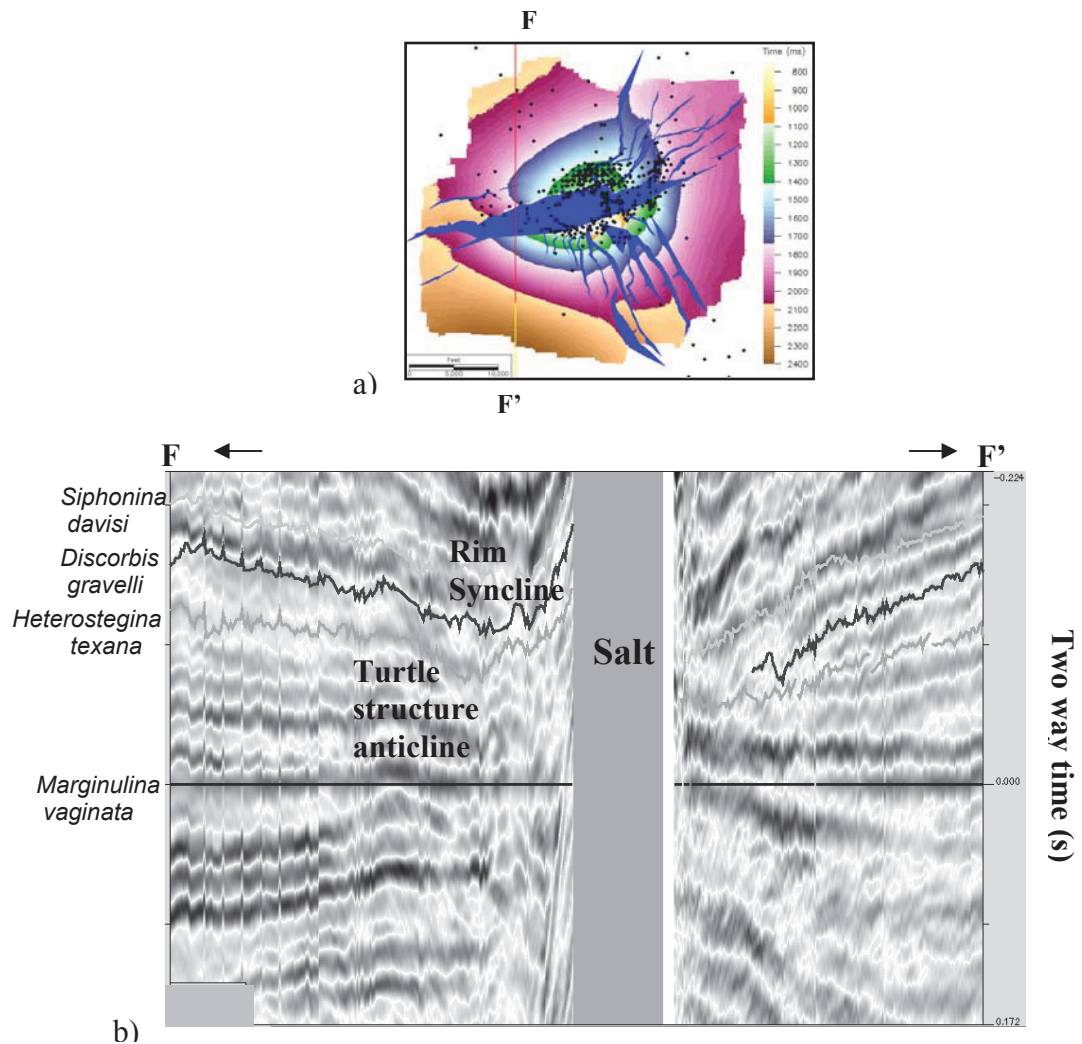 F
Time (ms)
800
900
1000
1100
1200
1300
1400
1500
1600
1700
1800
1900
2000
2100
2200
2300
2400
Feet
0 5,000 10,000
a)
F'
F
F'
Siphonina
davisi
Discorbis
gravelli
Heterostegina
texana
Marginulina
vaginata
Rim
Syncline
Turtle
structure
anticline
Salt
-0.224
0.000
0.172
Two way time (s)
b)